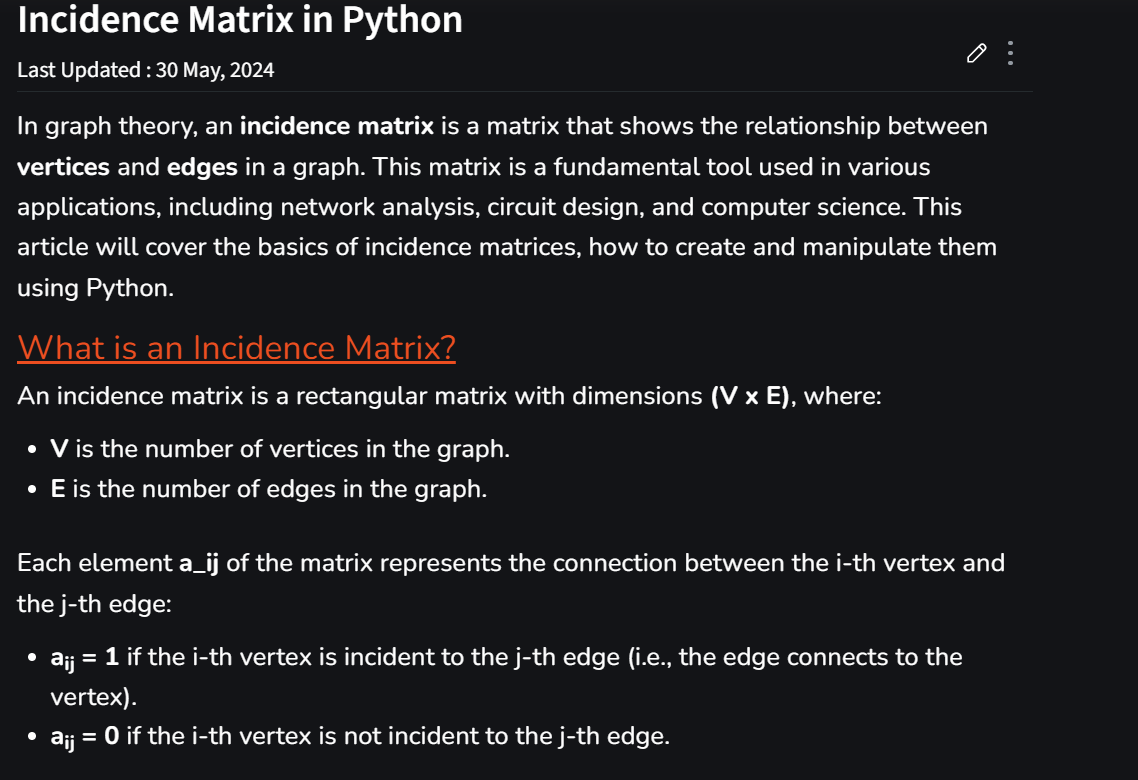 Incidence Matrix in Python
Last Updated : 30 May, 2024
In graph theory, an incidence matrix is a matrix that shows the relationship between
vertices and edges in a graph. This matrix is a fundamental tool used in various
applications, including network analysis, circuit design, and computer science. This
article will cover the basics of incidence matrices, how to create and manipulate them
using Python.
What is an Incidence Matrix?
An incidence matrix is a rectangular matrix with dimensions (V x E), where:
• V is the number of vertices in the graph.
• E is the number of edges in the graph.
Each element a_ij of the matrix represents the connection between the i-th vertex and
the j-th edge:
• aij = 1 if the i-th vertex is incident to the j-th edge (i.e., the edge connects to the
vertex).
• aij = 0 if the i-th vertex is not incident to the j-th edge.